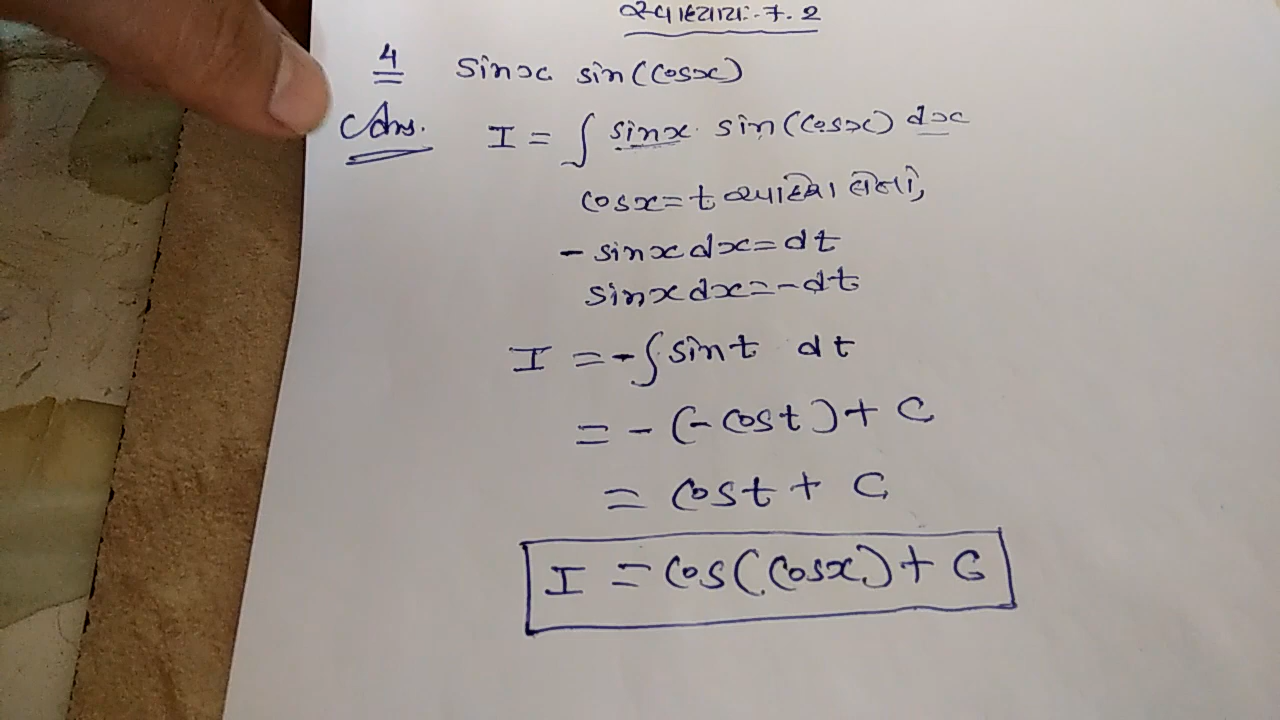 સ્વાધ્યાય:- 7.2
4 sinx sin(cosx)
Ans. I = ∫ sinx sin(cosx) dx
cosx = t આદેશ લેતાં,
- sinx dx = dt
sinx dx = -dt
I = -∫ sint dt
= -(-cost) + C
= cost + C
I = cos(cosx) + C